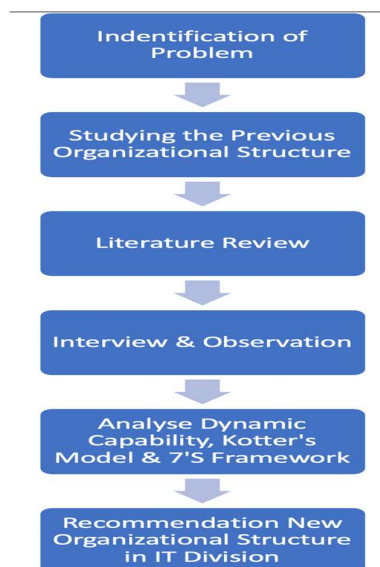 Indentification of
Problem
Studying the Previous
Organizational Structure
Literature Review
Interview & Observation
Analyse Dynamic
Capability, Kotter's
Model & 7'S Framework
Recommendation New
Organizational Structure
in IT Division